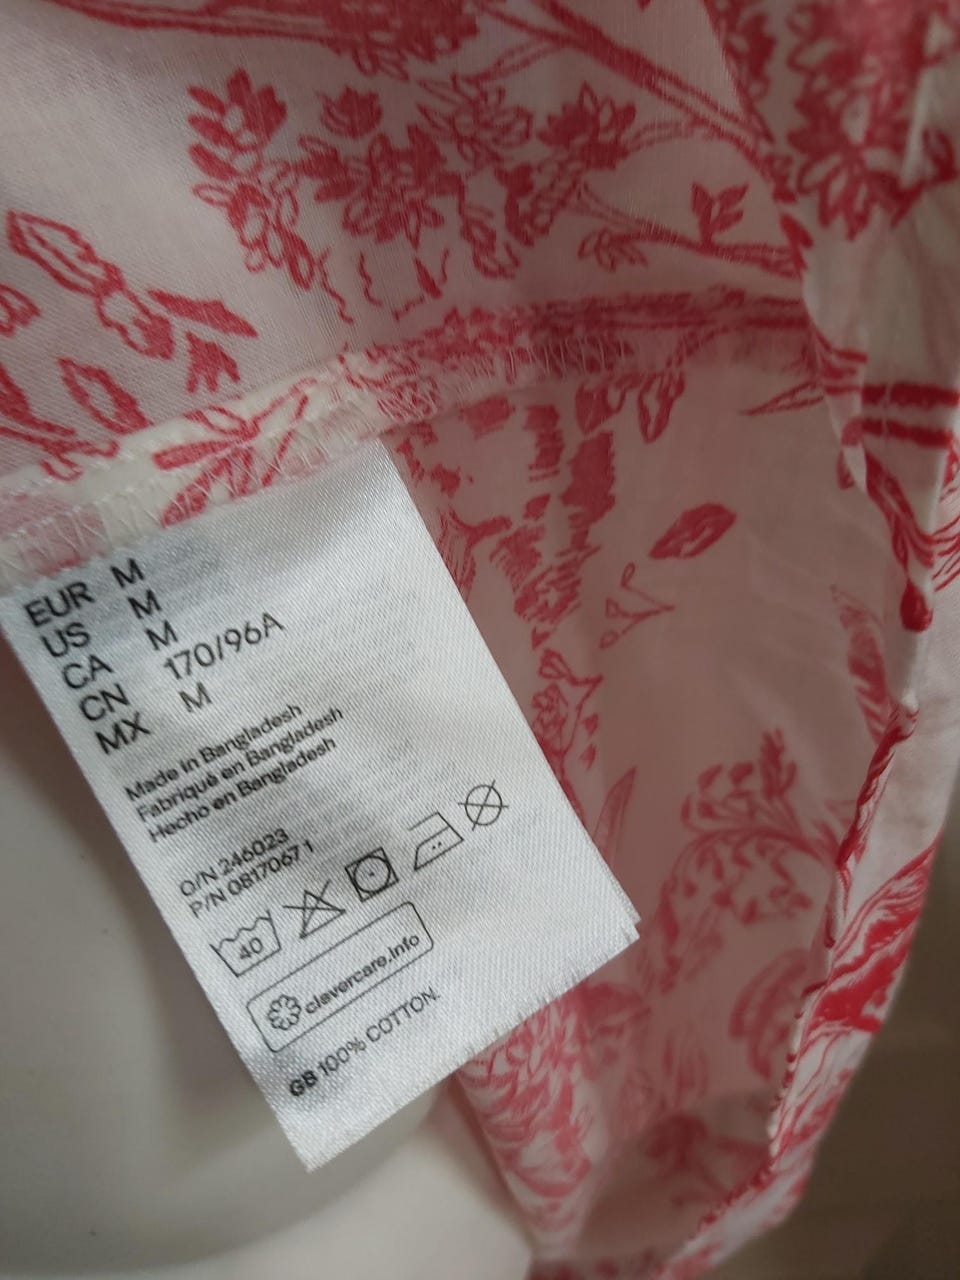 EUR M
US M
CA M
CN 170/96A
MX M
Made in Bangladesh
Fabriqué en Bangladesh
Hecho en Bangladesh
O/N 246023
P/N 0817067 1
40
clevercare.info
GB 100% COTTON.